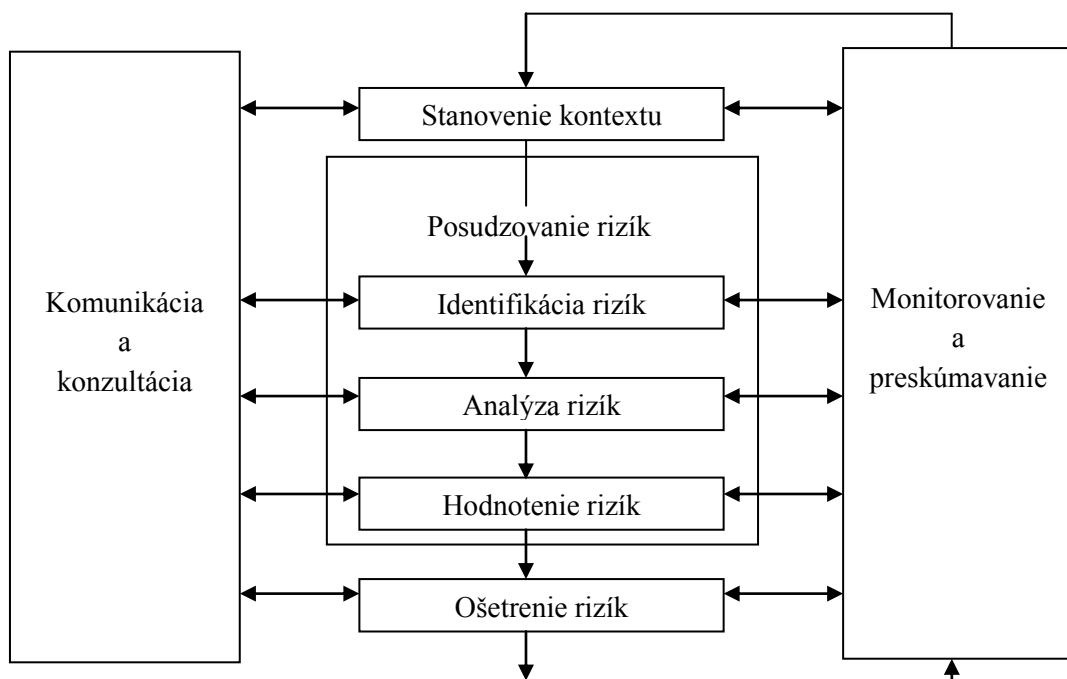 Stanovenie kontextu
Posudzovanie rizík
Komunikácia
a
konzultácia
Identifikácia rizík
Analýza rizík
Hodnotenie rizík
Ošetrenie rizík
Monitorovanie
a
preskúmavanie